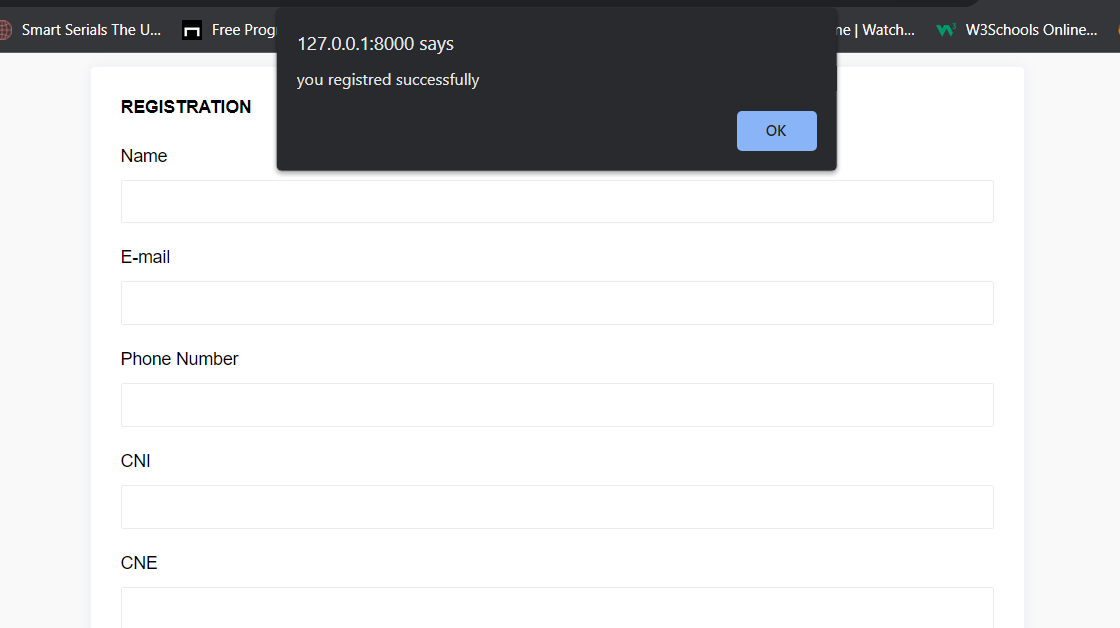 Smart Serials The U...
Free Prog
ne | Watch...
W3Schools Online...
127.0.0.1:8000 says
you registred successfully
OK
REGISTRATION
Name
E-mail
Phone Number
CNI
CNE